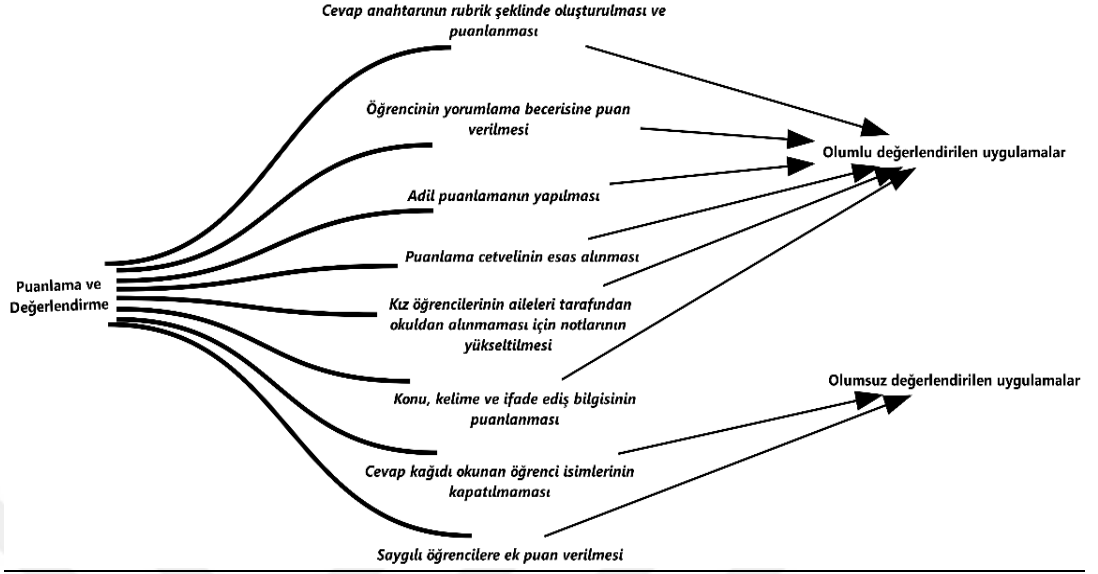 Cevap anahtarının rubrik şeklinde oluşturulması ve
puanlanması
Öğrencinin yorumlama becerisine puan
verilmesi
Olumlu değerlendirilen uygulamalar
Adil puanlamanın yapılması
Puanlama cetvelinin esas alınması
Puanlama ve
Değerlendirme
Kız öğrencilerinin aileleri tarafından
okuldan alınmaması için notlarının
yükseltilmesi
Olumsuz değerlendirilen uygulamalar
Konu, kelime ve ifade ediş bilgisinin
puanlanması
Cevap kağıdı okunan öğrenci isimlerinin
kapatılmaması
Saygılı öğrencilere ek puan verilmesi